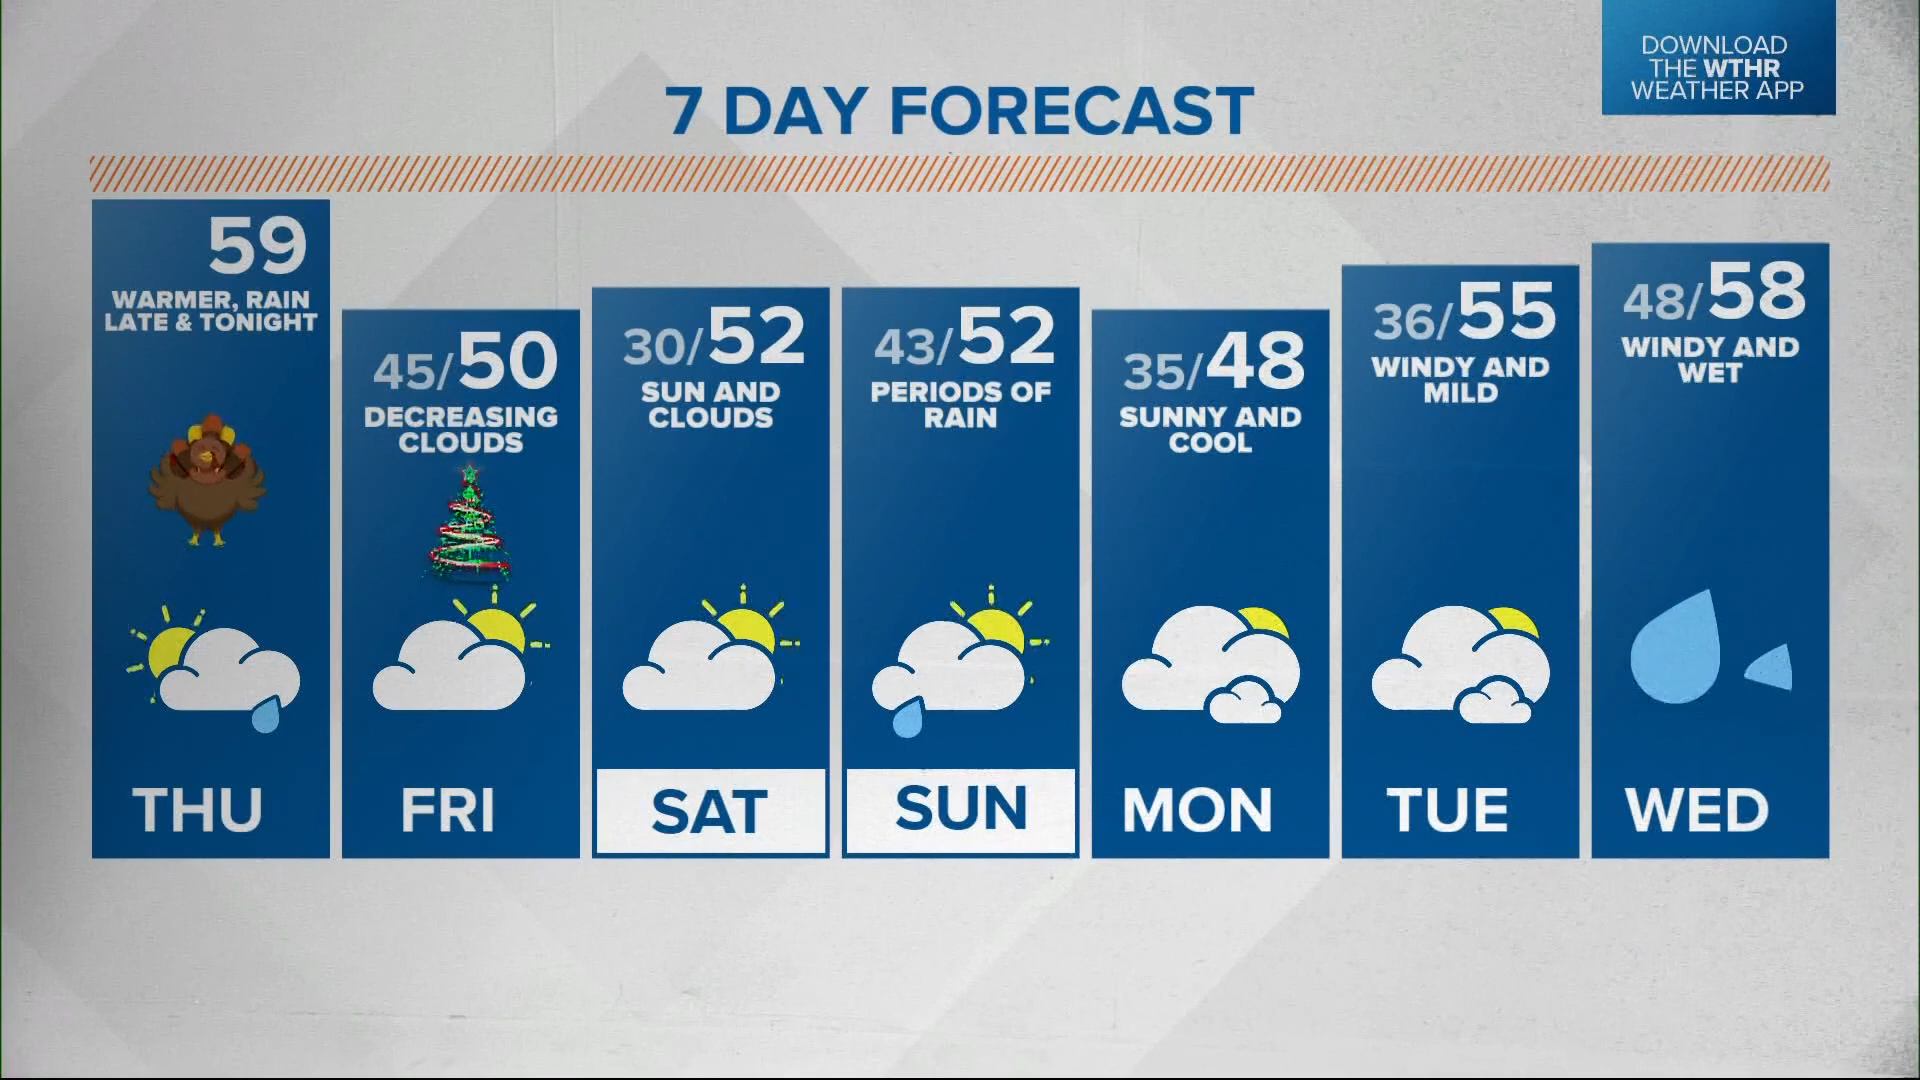 DOWNLOAD
THE WTHR
WEATHER APP
7 DAY FORECAST
59
WARMER, RAIN
LATE & TONIGHT
THU
45/50
DECREASING
CLOUDS
FRI
30/52
SUN AND
CLOUDS
SAT
43/52
PERIODS OF
RAIN
SUN
35/48
SUNNY AND
COOL
MON
36/55
WINDY AND
MILD
TUE
48/58
WINDY AND
WET
WED